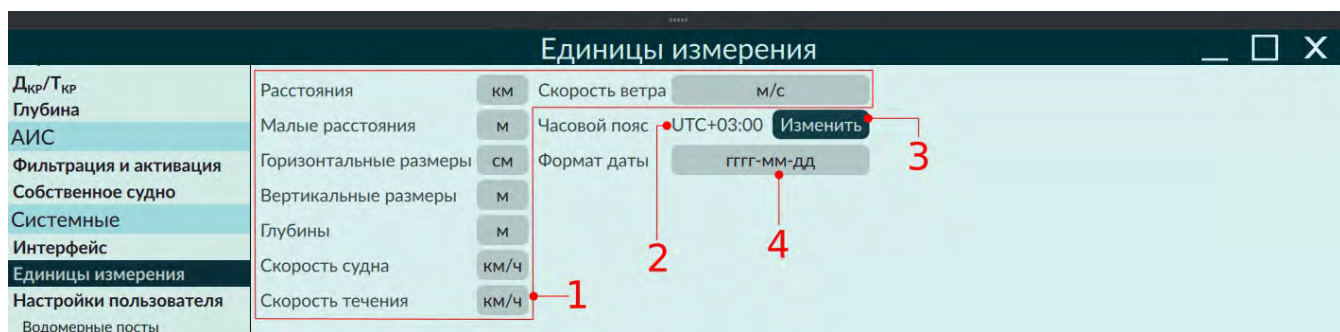 Единицы измерения
Дкр/Ткр
Глубина
АИС
Фильтрация и активация
Собственное судно
Системные
Интерфейс
Единицы измерения
Настройки пользователя
Водомерные посты
Расстояния км Скорость ветра м/с
Малые расстояния м Часовой пояс UTC+03:00 Изменить
Горизонтальные размеры см Формат даты гггг-мм-дд
Вертикальные размеры м
Глубины м
Скорость судна км/ч
Скорость течения км/ч
1
2
3
4